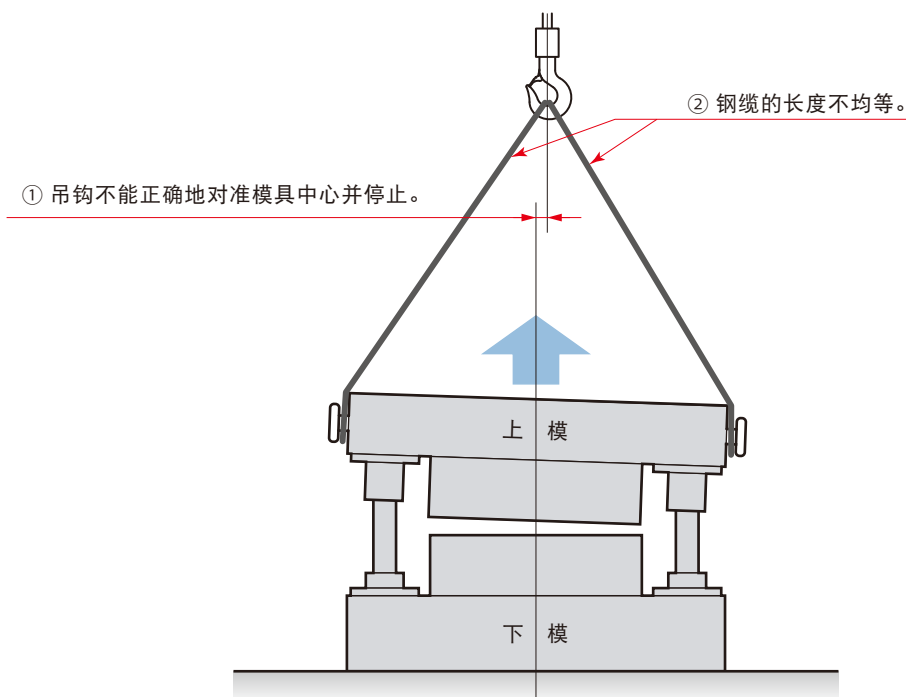 ② 钢缆的长度不均等。
① 吊钩不能正确地对准模具中心并停止。
上 模
下 模